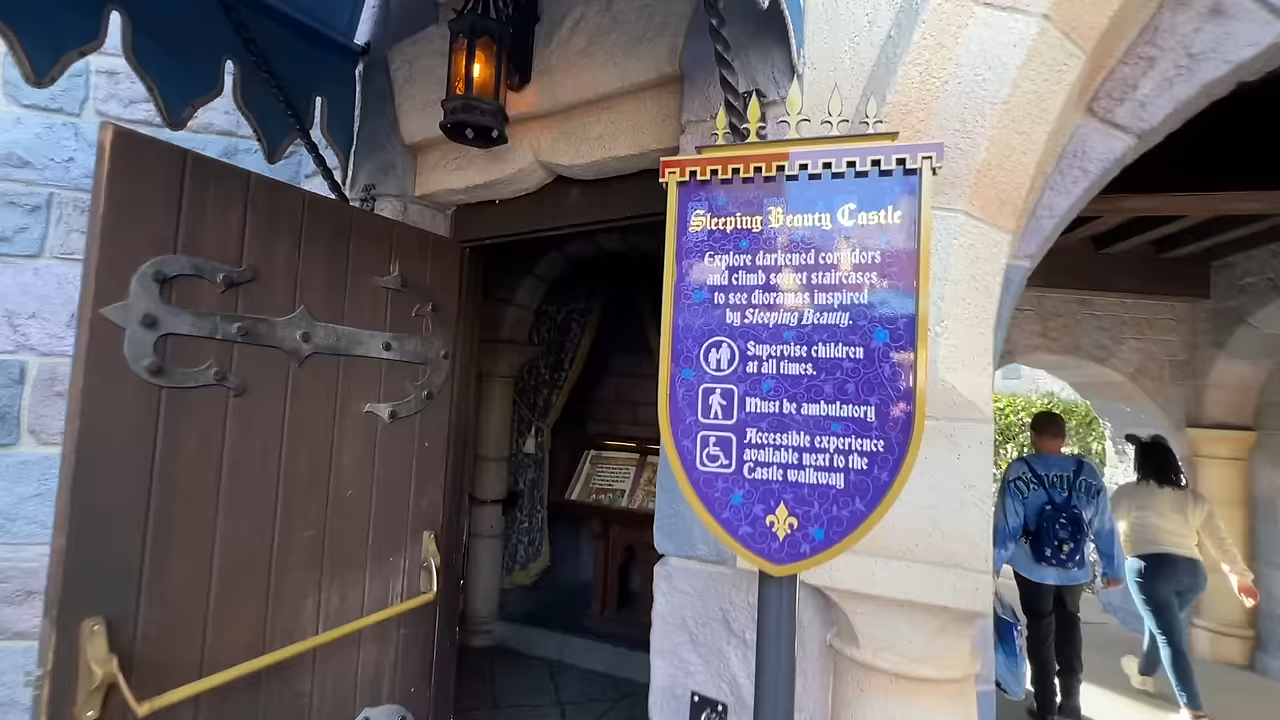 Sleeping Beauty Castle
Explore darkened corridors
and climb secret staircases
to see dioramas inspired
by Sleeping Beauty.
Supervise children
at all times.
Must be ambulatory
Accessible experience
available next to the
Castle walkway